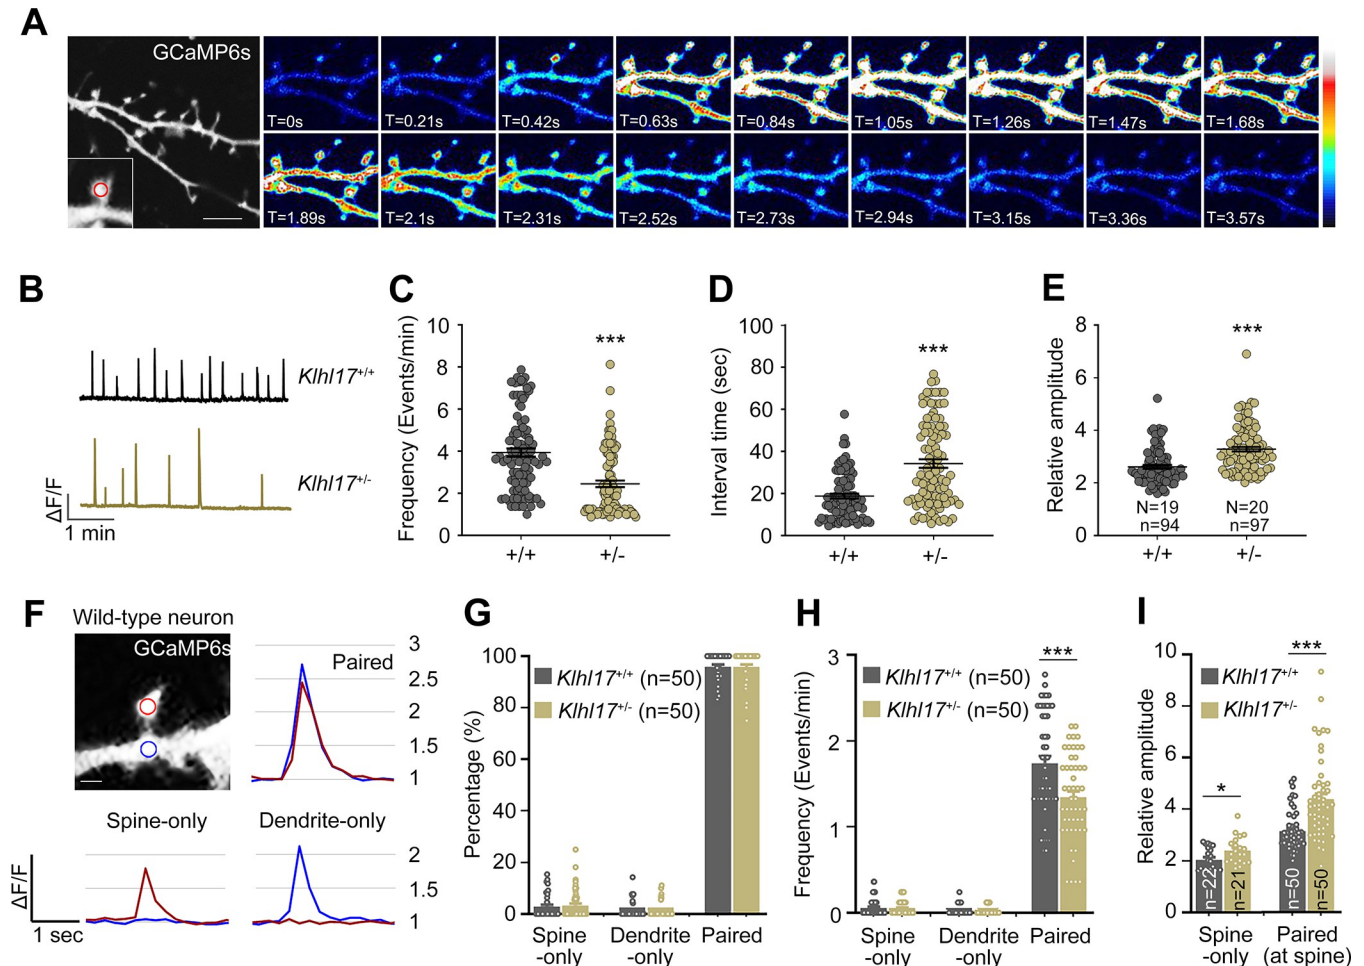 A
GCaMP6s
T=0s
T=0.21s
T=0.42s
T=0.63s
T=0.84s
T=1.05s
T=1.26s
T=1.47s
T=1.68s
T=1.89s
T=2.1s
T=2.31s
T=2.52s
T=2.73s
T=2.94s
T=3.15s
T=3.36s
T=3.57s
B
Klhl17+/+
Klhl17+/-
ΔF/F
1 min
C
Frequency (Events/min)
10
8
6
4
2
0
***
+/+
+/-
D
Interval time (sec)
100
80
60
40
20
0
***
+/+
+/-
E
Relative amplitude
8
6
4
2
0
***
N=19
n=94
N=20
n=97
+/+
+/-
F
Wild-type neuron
GCaMP6s
Paired
3
2.5
2
1.5
1
Spine-only
Dendrite-only
2
1.5
1
ΔF/F
1 sec
G
Percentage (%)
100
80
60
40
20
0
Klhl17+/+ (n=50)
Klhl17+/- (n=50)
Spine
-only
Dendrite
-only
Paired
H
Frequency (Events/min)
3
2
1
0
***
Klhl17+/+ (n=50)
Klhl17+/- (n=50)
Spine
-only
Dendrite
-only
Paired
I
Relative amplitude
10
8
6
4
2
0
***
Klhl17+/+
Klhl17+/-
*
n=22
n=21
n=50
n=50
Spine
-only
Paired
(at spine)